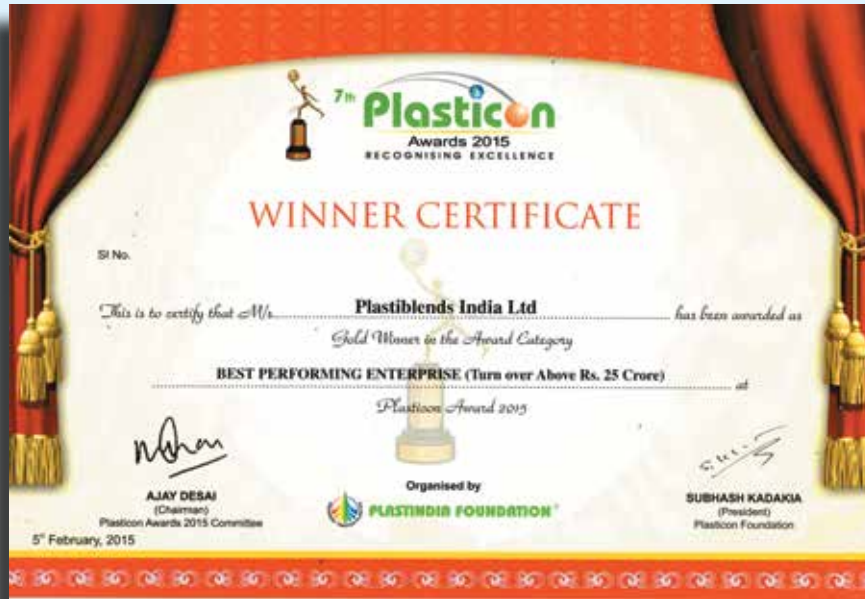 7th Plasticon
Awards 2015
RECOGNISING EXCELLENCE
WINNER CERTIFICATE
Sl No.
This is to certify that M/s. Plastiblends India Ltd has been awarded as
Gold Winner in the Award Category
BEST PERFORMING ENTERPRISE (Turn over Above Rs. 25 Crore) at
Plasticon Award 2015
AJAY DESAI
(Chairman)
Plasticon Awards 2015 Committee
5th February, 2015
Organised by
PLASTINDIA FOUNDATION
SUBHASH KADAKIA
(President)
Plasticon Foundation